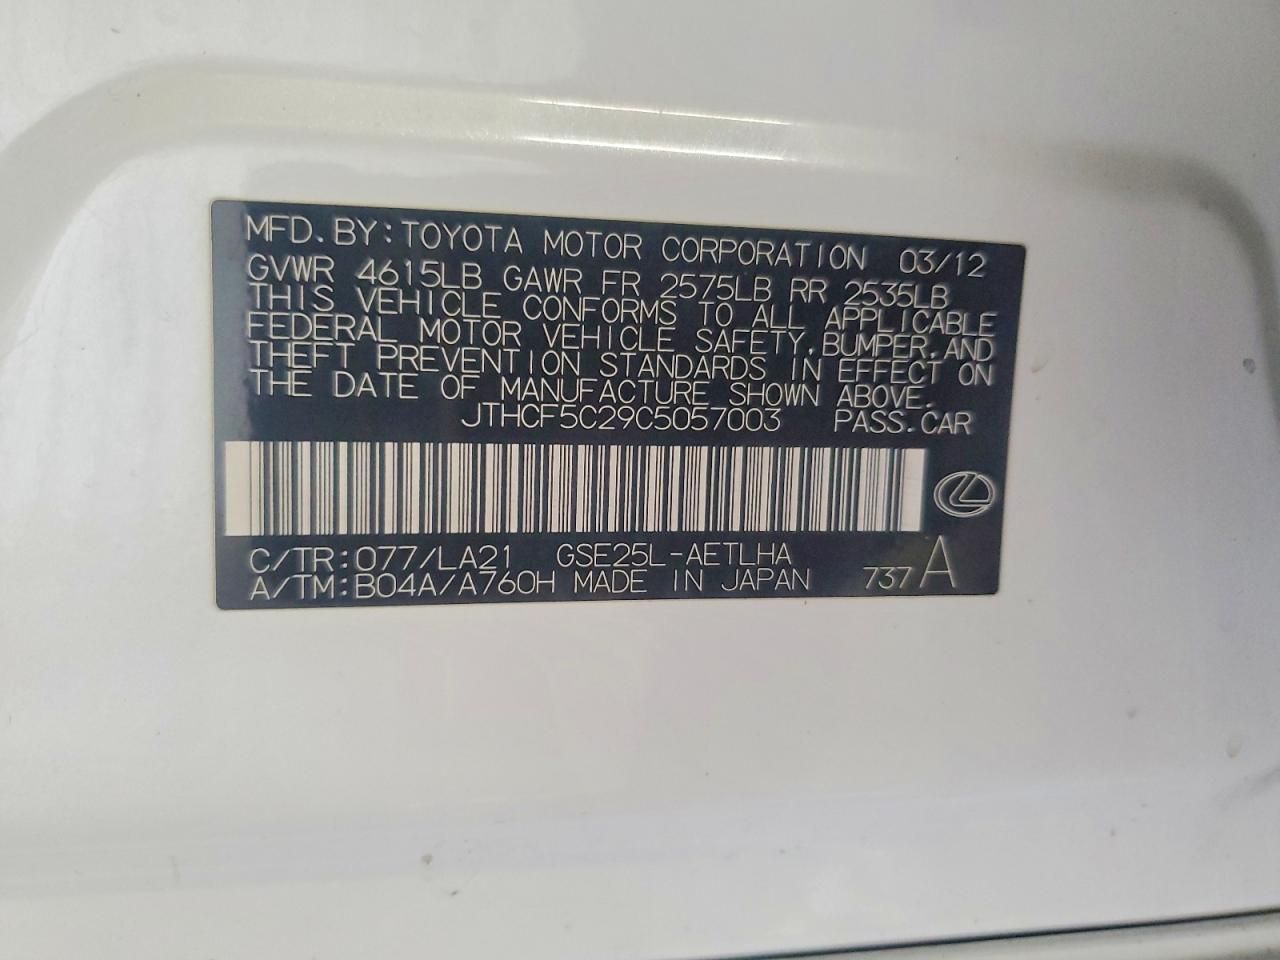 MFD. BY: TOYOTA MOTOR CORPORATION 03/12
GVWR 4615LB GAWR FR 2575LB RR 2535LB
THIS VEHICLE CONFORMS TO ALL APPLICABLE
FEDERAL MOTOR VEHICLE SAFETY, BUMPER, AND
THEFT PREVENTION STANDARDS IN EFFECT ON
THE DATE OF MANUFACTURE SHOWN ABOVE.
JTHCF5C29C5057003 PASS. CAR
C/TR: 077/LA21 GSE25L-AETLHA
A/TM: B04A/A760H MADE IN JAPAN 737 A